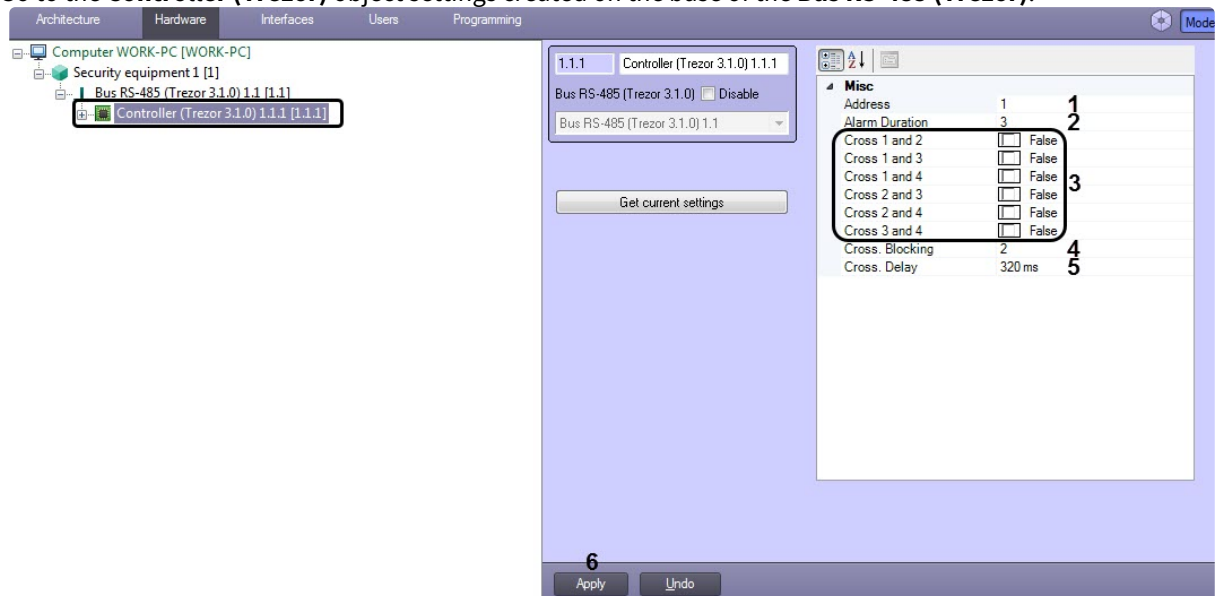 Go to the Controller (Trezor) object settings created on the base of the Bus RS-485 (Trezor).
Architecture Hardware Interfaces Users Programming Mode
Computer WORK-PC [WORK-PC]
Security equipment 1 [1]
Bus RS-485 (Trezor 3.1.0) 1.1 [1.1]
Controller (Trezor 3.1.0) 1.1.1 [1.1.1]
1.1.1 Controller (Trezor 3.1.0) 1.1.1
Bus RS-485 (Trezor 3.1.0) Disable
Bus RS-485 (Trezor 3.1.0) 1.1
Get current settings
Misc
Address 1 1
Alarm Duration 3 2
Cross 1 and 2 False
Cross 1 and 3 False
Cross 1 and 4 False
3
Cross 2 and 3 False
Cross 2 and 4 False
Cross 3 and 4 False
Cross. Blocking 2 4
Cross. Delay 320 ms 5
6
Apply Undo